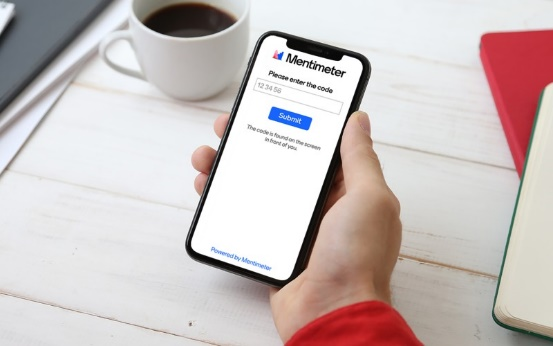 Mentimeter
Please enter the code
12 34 56
Submit
The code is found on the screen
in front of you.
Powered by Mentimeter